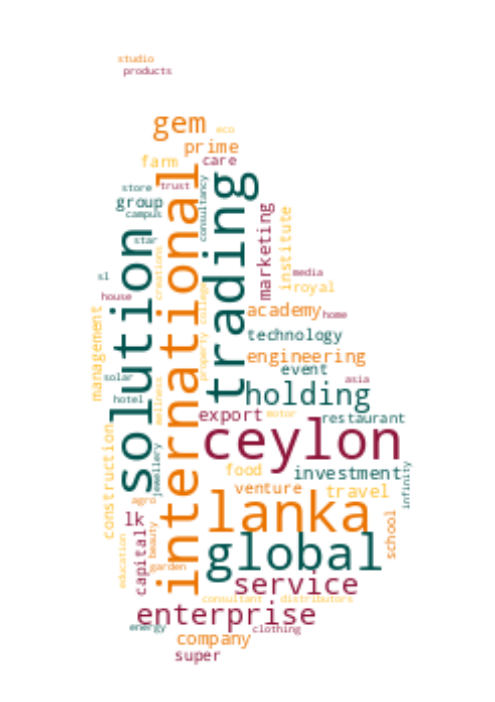 studio
products
gem
eco
prime
farm
care
store
trust
group
campus
consultancy
trading
international
solution
star
marketing
institute
creations
sl
media
royal
house
college
academy
home
management
technology
property
engineering
event
solar
asia
holding
hotel
wellness
export
motor
restaurant
ceylon
construction
jewellery
food
investment
infinity
venture
travel
agro
lanka
lk
school
beauty
global
capital
education
garden
service
consultant
distributors
enterprise
energy
clothing
company
super